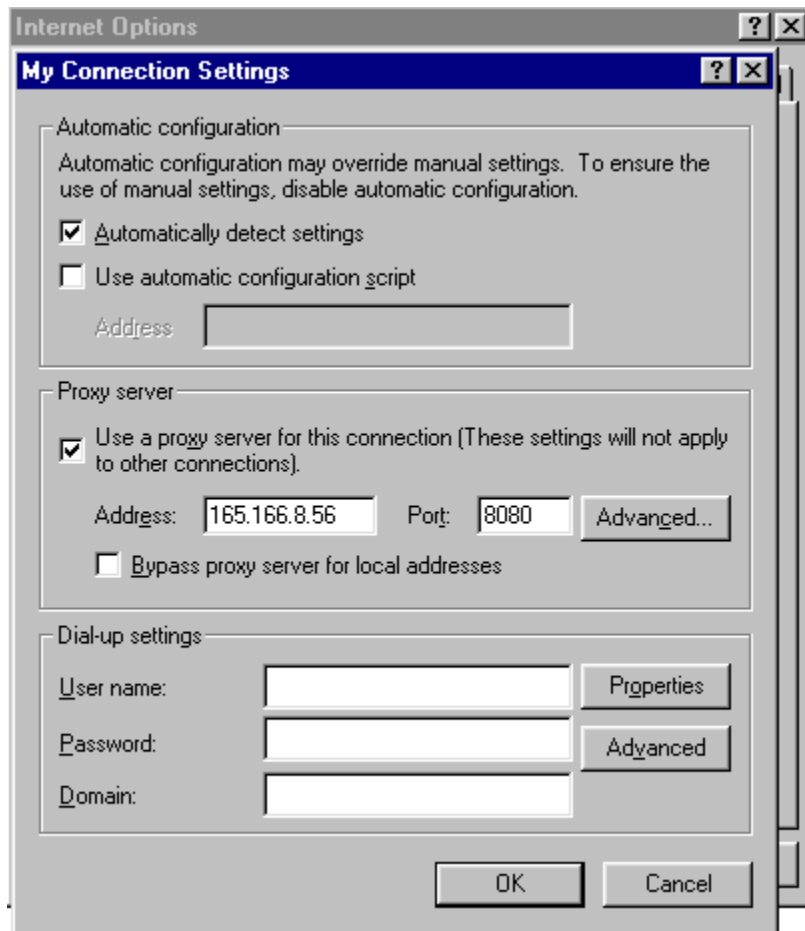 Internet Options
My Connection Settings
Automatic configuration
Automatic configuration may override manual settings.  To ensure the
use of manual settings, disable automatic configuration.
Automatically detect settings
Use automatic configuration script
Address
Proxy server
Use a proxy server for this connection (These settings will not apply
to other connections).
Address: 165.166.8.56 Port: 8080 Advanced...
Bypass proxy server for local addresses
Dial-up settings
User name: Properties
Password: Advanced
Domain:
OK Cancel